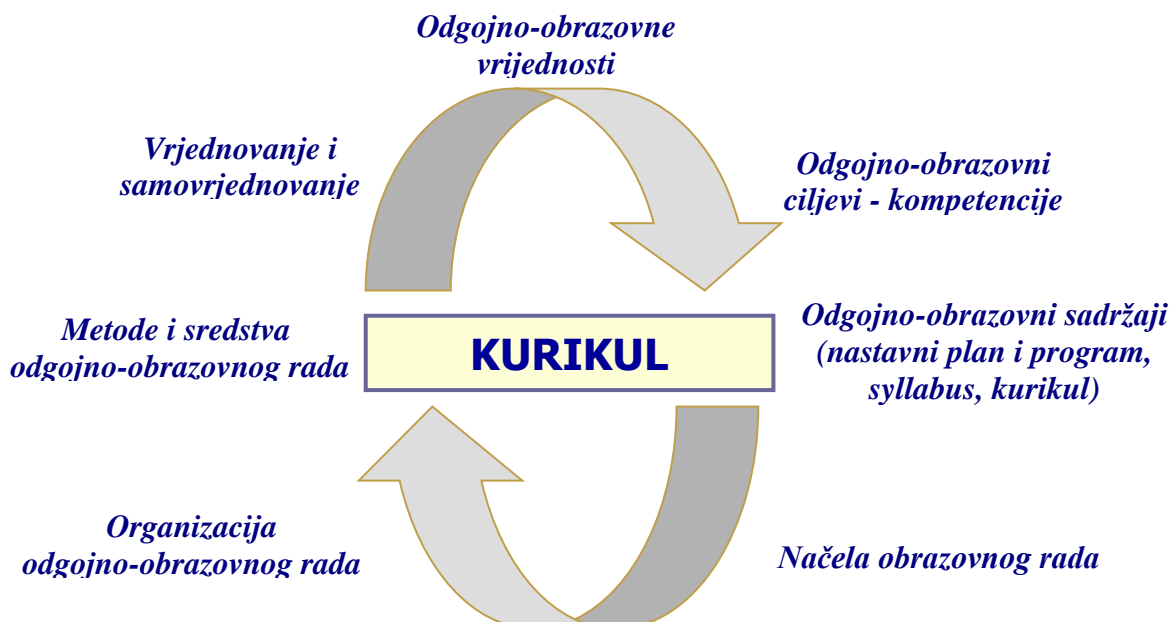 Odgojno-obrazovne
vrijednosti
Vrjednovanje i
samovrjednovanje
Odgojno-obrazovni
ciljevi - kompetencije
Metode i sredstva
odgojno-obrazovnog rada
KURIKUL
Odgojno-obrazovni sadržaji
(nastavni plan i program,
syllabus, kurikul)
Organizacija
odgojno-obrazovnog rada
Načela obrazovnog rada